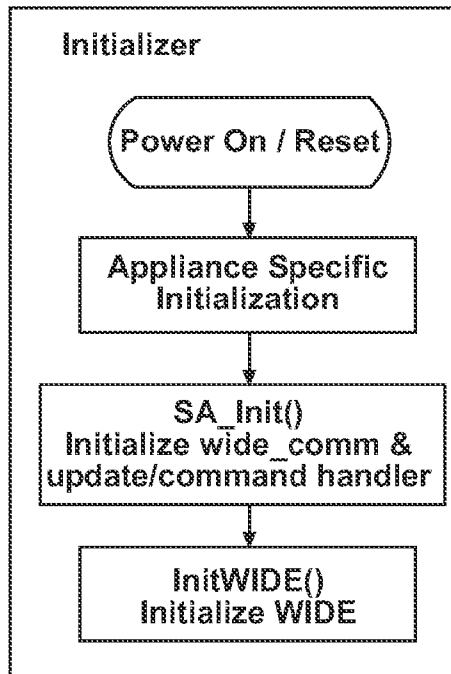 Initializer
Power On / Reset
Appliance Specific
Initialization
SA_Init()
Initialize wide_comm &
update/command handler
InitWIDE()
Initialize WIDE